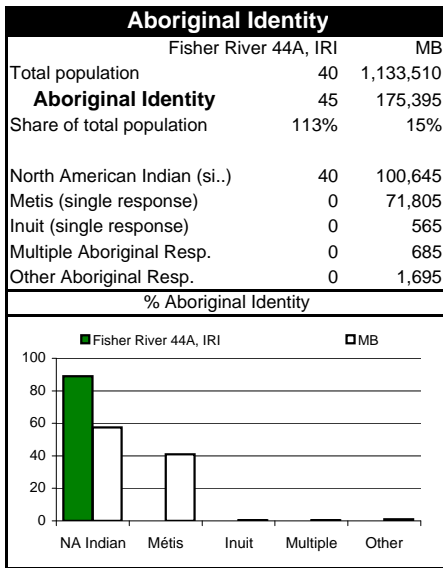 Aboriginal Identity
Fisher River 44A, IRI MB
Total population 40 1,133,510
Aboriginal Identity 45 175,395
Share of total population 113% 15%
North American Indian (si..) 40 100,645
Metis (single response) 0 71,805
Inuit (single response) 0 565
Multiple Aboriginal Resp. 0 685
Other Aboriginal Resp. 0 1,695
% Aboriginal Identity
Fisher River 44A, IRI MB
100
80
60
40
20
0
NA Indian Métis Inuit Multiple Other